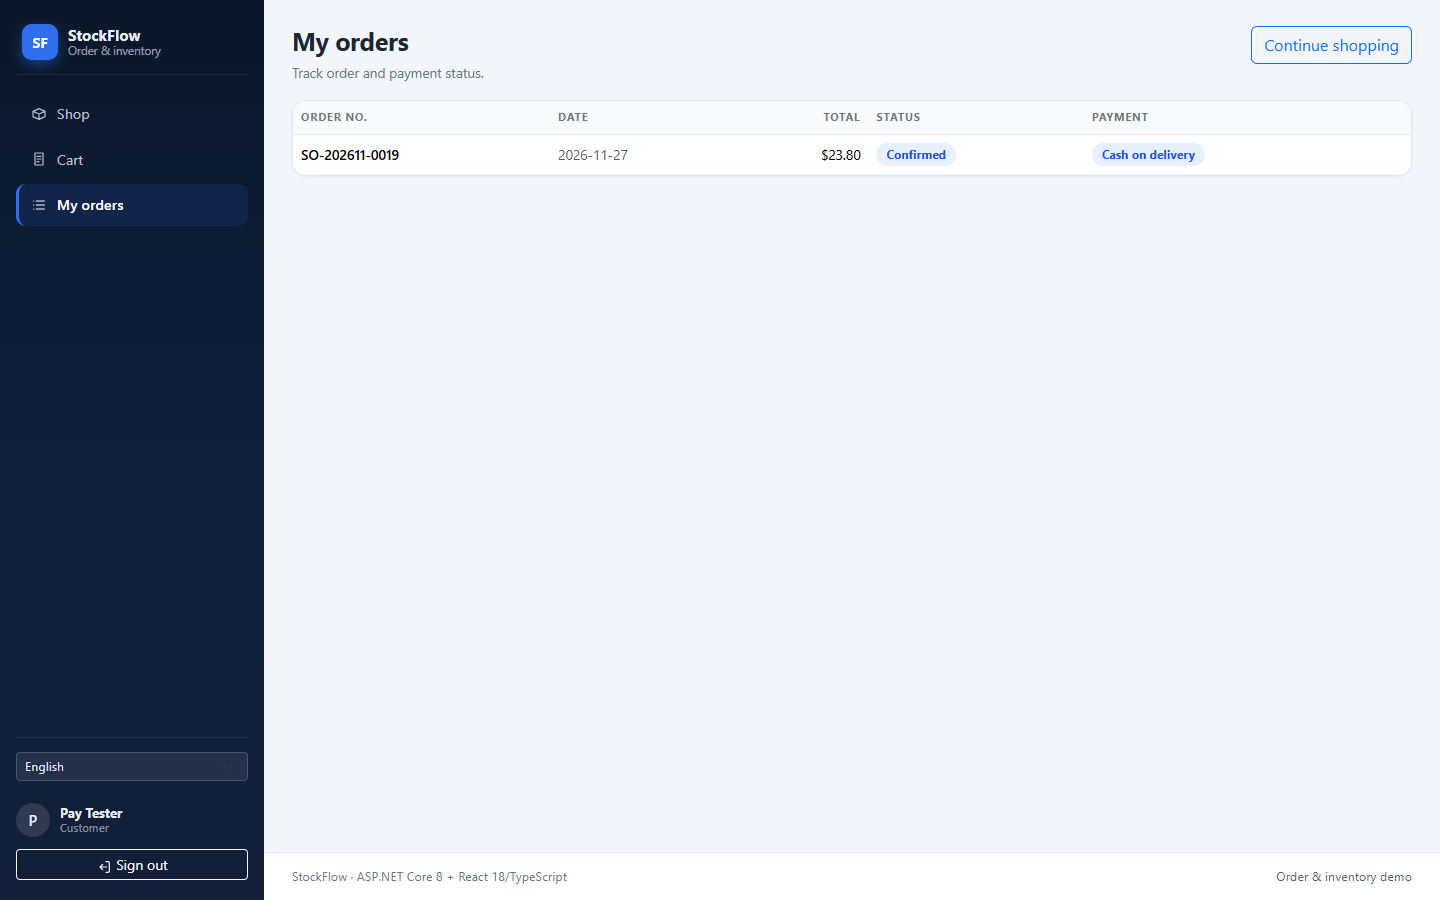 SF
StockFlow
Order & inventory
Shop
Cart
My orders
English
P
Pay Tester
Customer
Sign out
My orders
Track order and payment status.
Continue shopping
ORDER NO. DATE TOTAL STATUS PAYMENT
SO-202611-0019 2026-11-27 $23.80 Confirmed Cash on delivery
StockFlow · ASP.NET Core 8 + React 18/TypeScript
Order & inventory demo